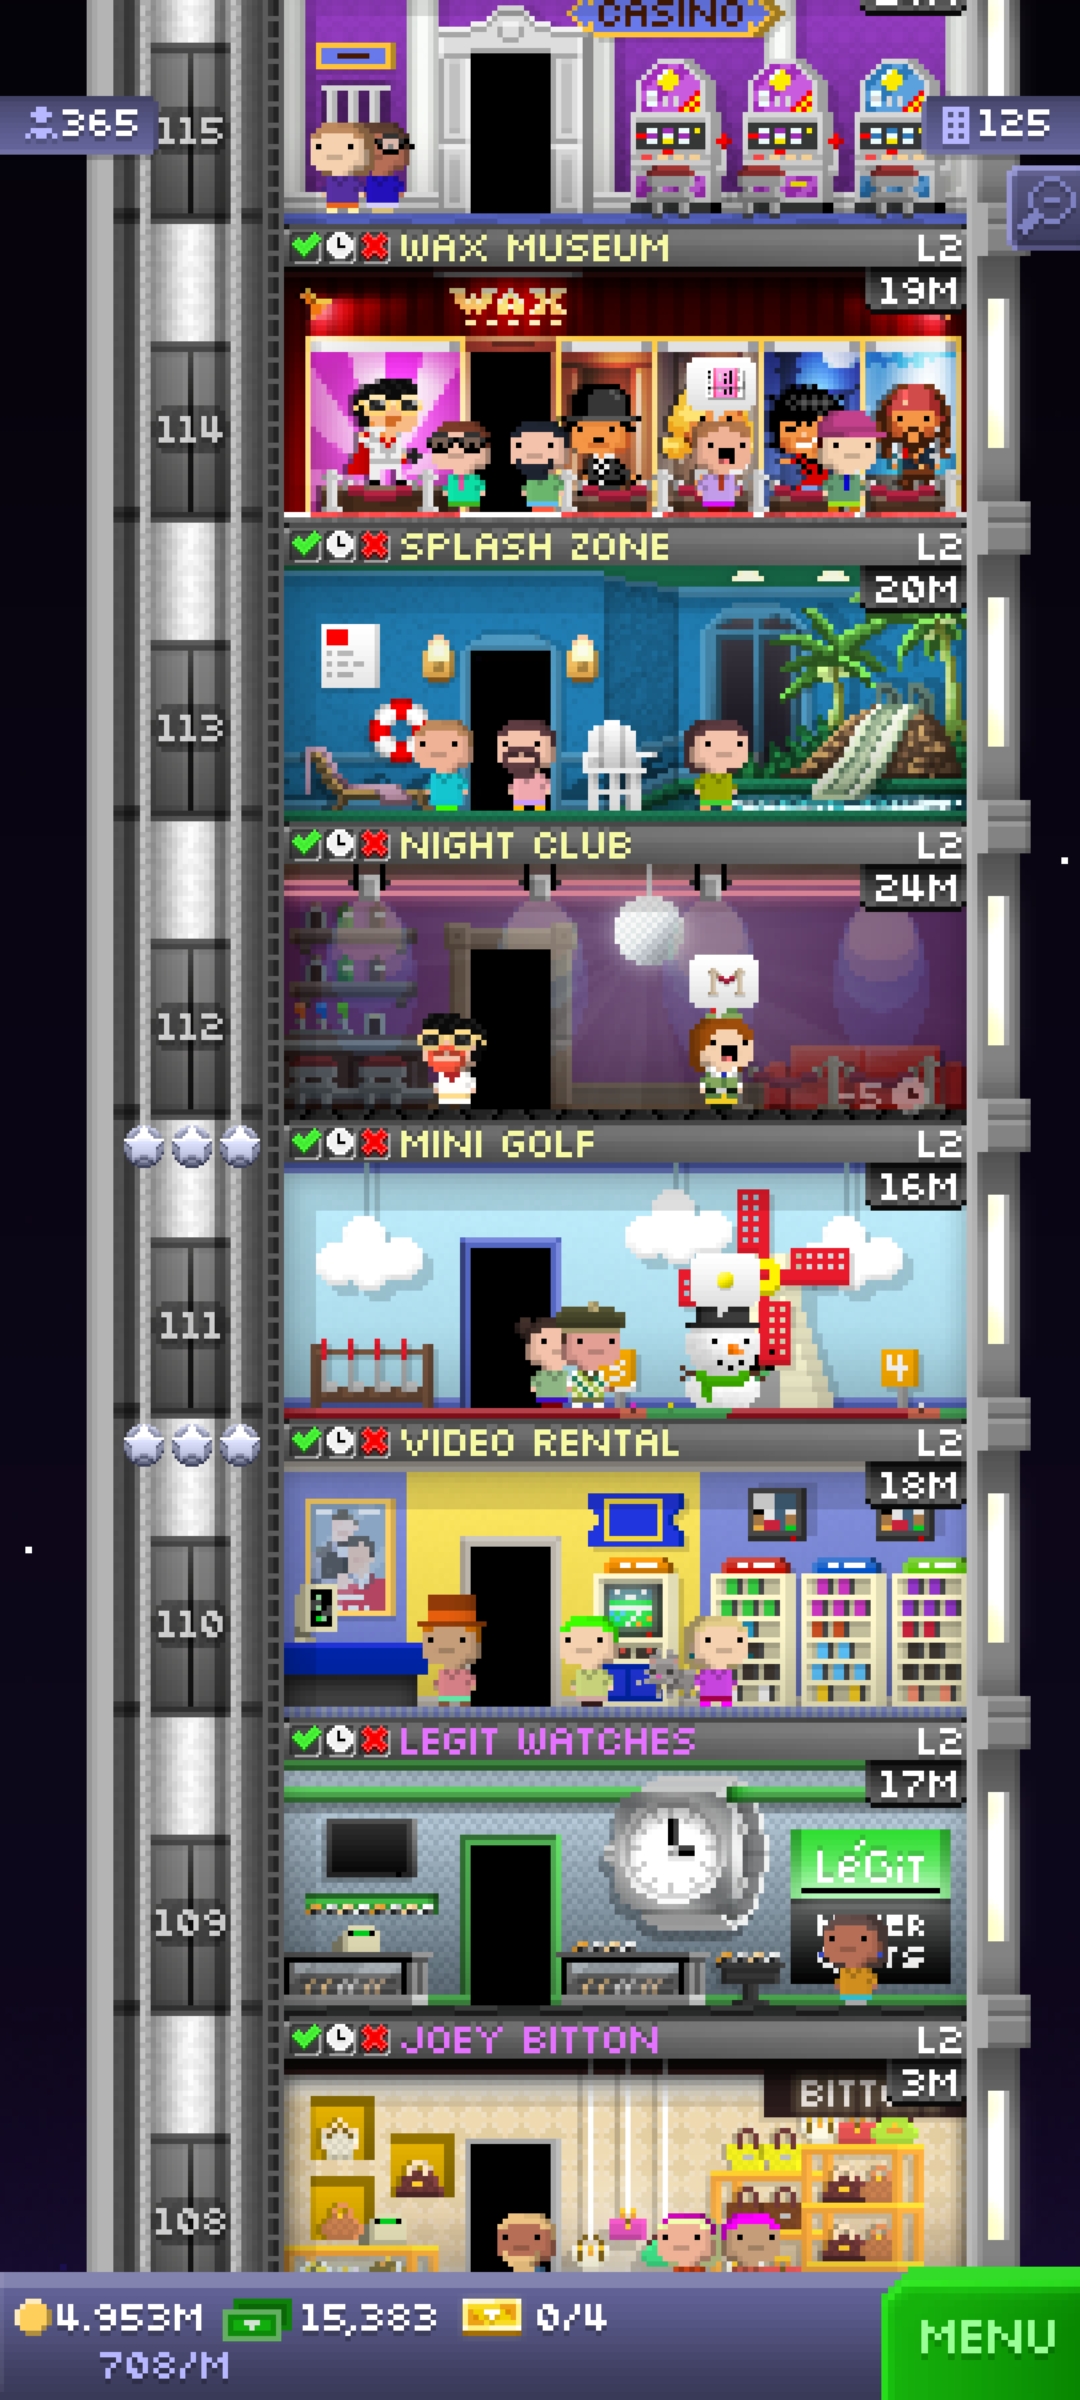 CASINO
365
115
125
WAX MUSEUM L2
19M
WAX
114
SPLASH ZONE L2
20M
113
NIGHT CLUB L2
24M
M
112
-5
MINI GOLF L2
16M
111
4
VIDEO RENTAL L2
18M
110
LEGIT WATCHES L2
17M
LéGiT
109
JOEY BITTON L2
3M
108
4.953M 15,383 0/4
708/M
MENU